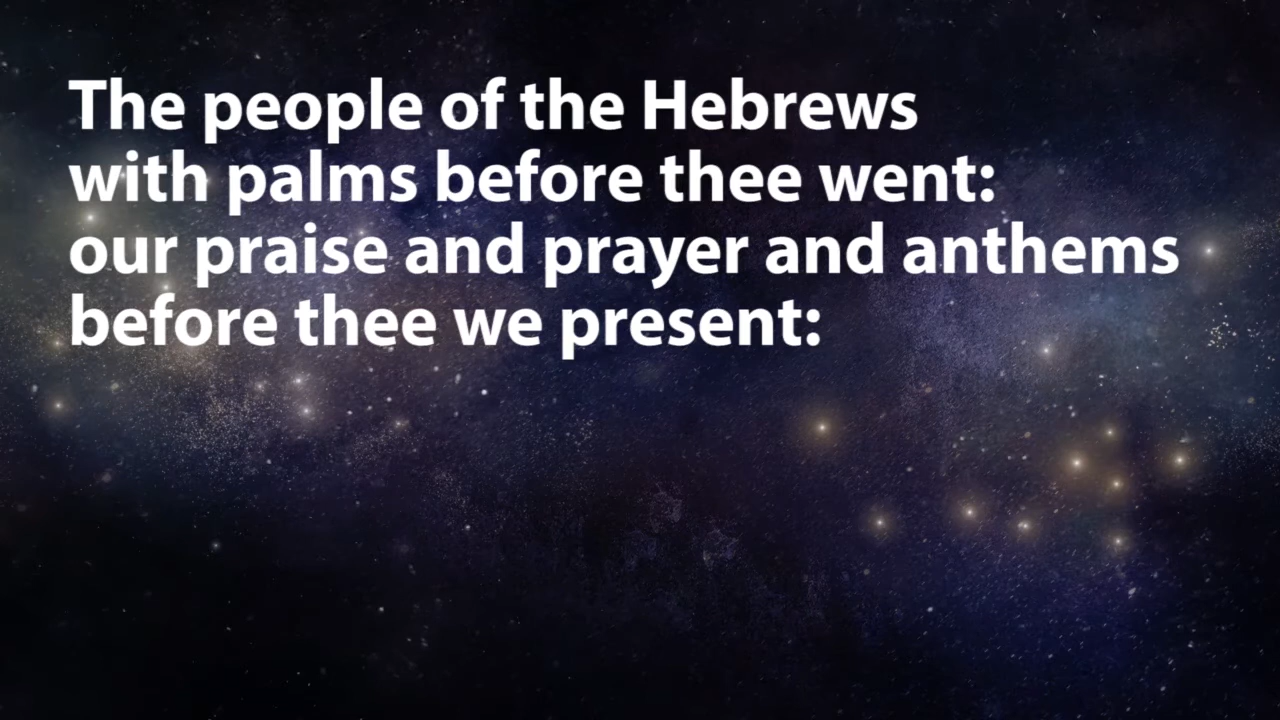 The people of the Hebrews
with palms before thee went:
our praise and prayer and anthems
before thee we present: